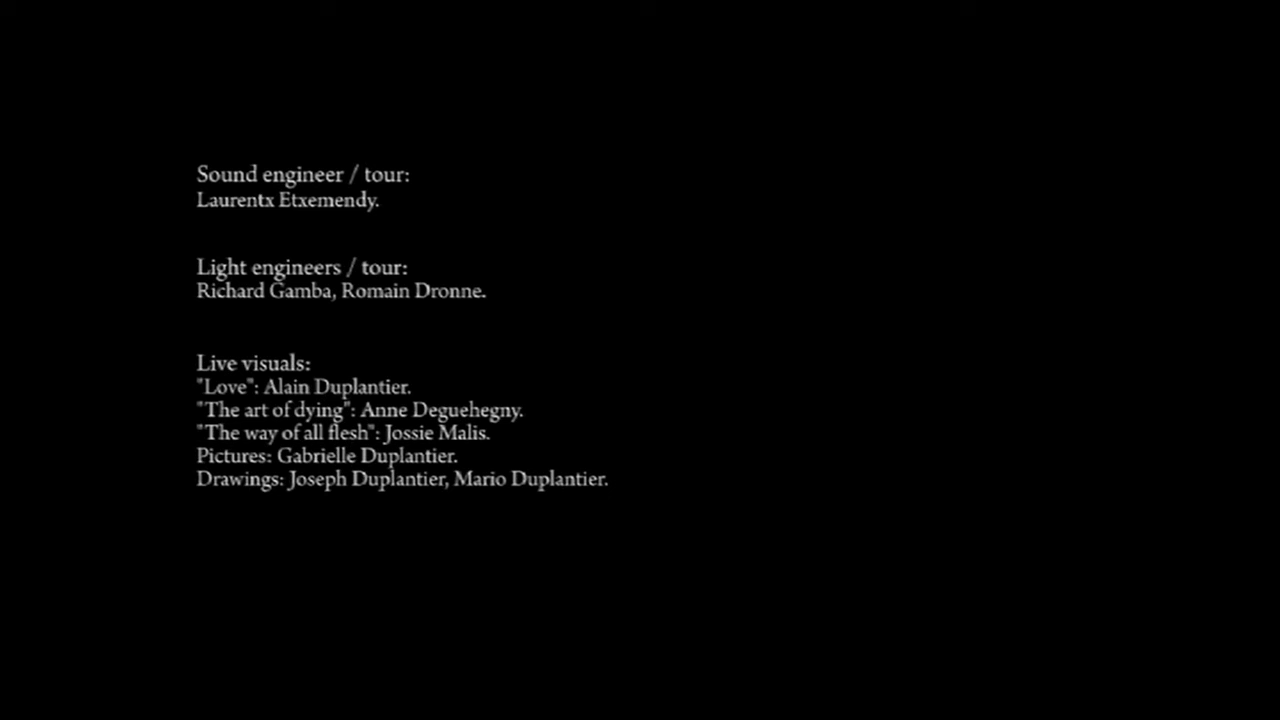 Sound engineer / tour:
Laurentx Etxemendy.
Light engineers / tour:
Richard Gamba, Romain Dronne.
Live visuals:
"Love": Alain Duplantier.
"The art of dying": Anne Deguehegny.
"The way of all flesh": Jossie Malis.
Pictures: Gabrielle Duplantier.
Drawings: Joseph Duplantier, Mario Duplantier.